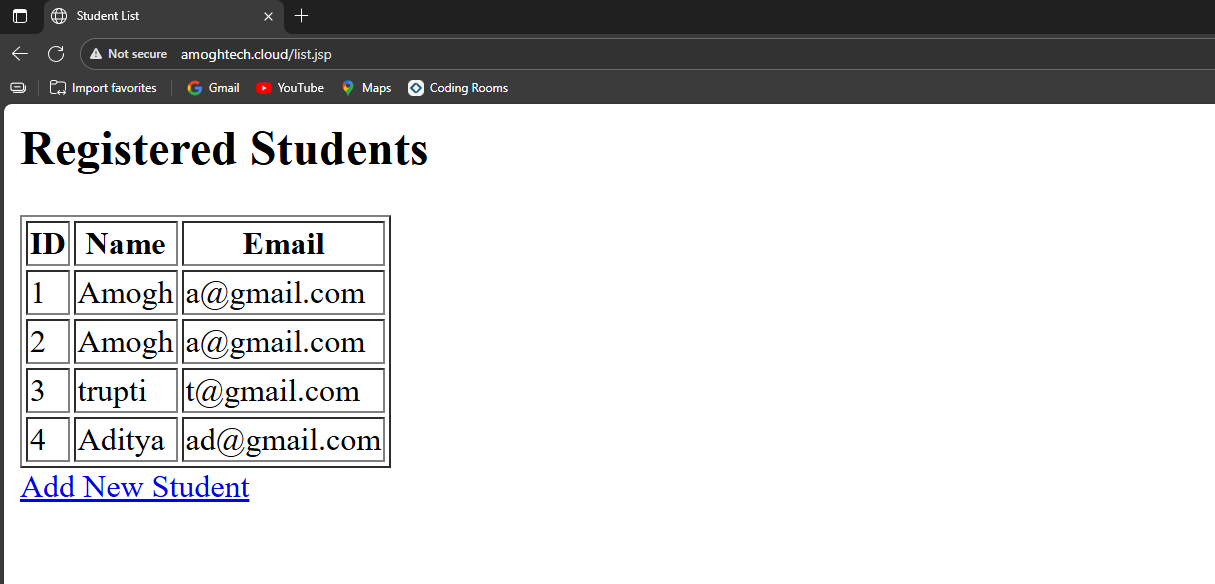 Student List
Not secure amoghtech.cloud/list.jsp
Import favorites Gmail YouTube Maps Coding Rooms
Registered Students
ID Name Email
1 Amogh a@gmail.com
2 Amogh a@gmail.com
3 trupti t@gmail.com
4 Aditya ad@gmail.com
Add New Student